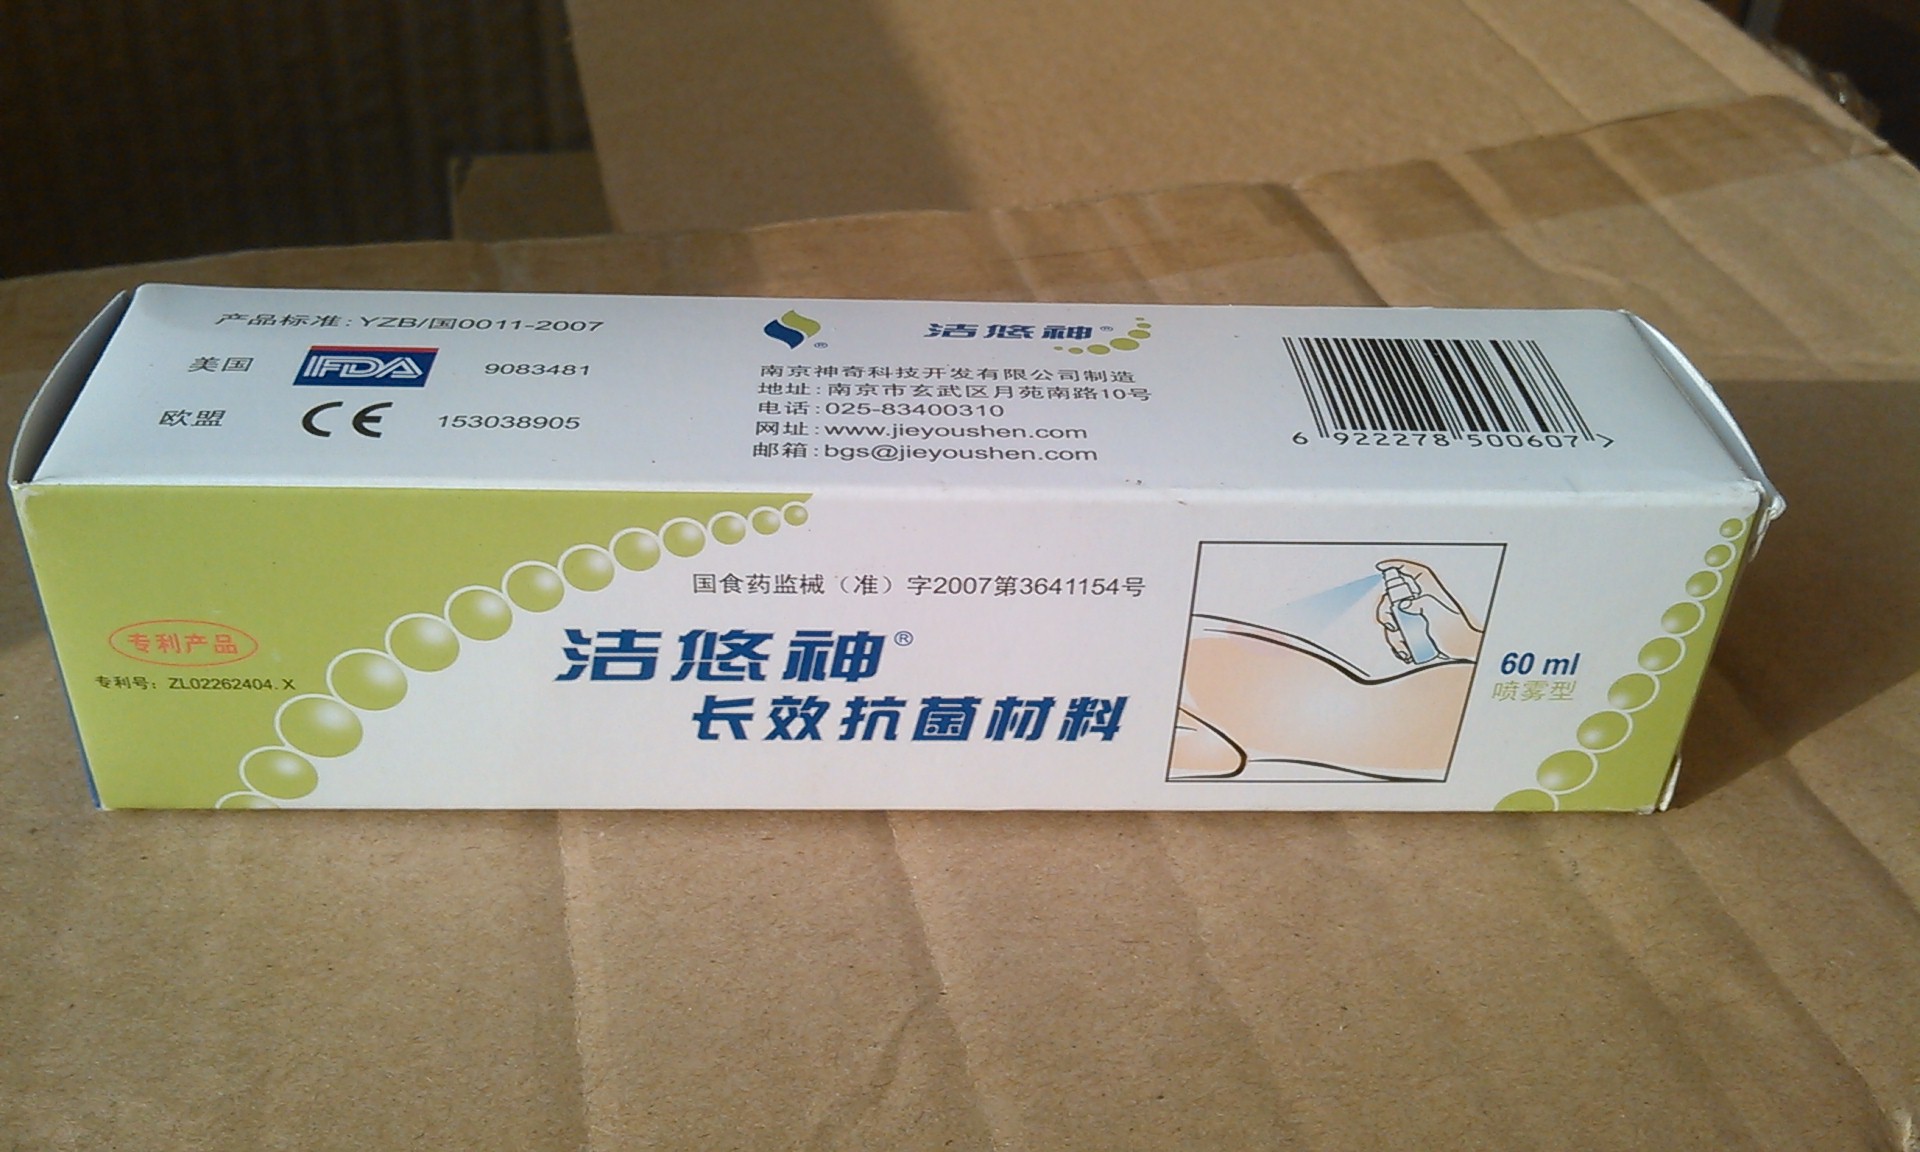 产品标准:YZB/国0011-2007
美国 FDA 9083481
欧盟 CE 153038905
洁悠神®
®
南京神奇科技开发有限公司制造
地址:南京市玄武区月苑南路10号
电话:025-83400310
网址:www.jieyoushen.com
邮箱:bgs@jieyoushen.com
6 922278 500607 >
国食药监械（准）字2007第3641154号
专利产品
专利号: ZL02262404.X
洁悠神®
长效抗菌材料
60 ml
喷雾型